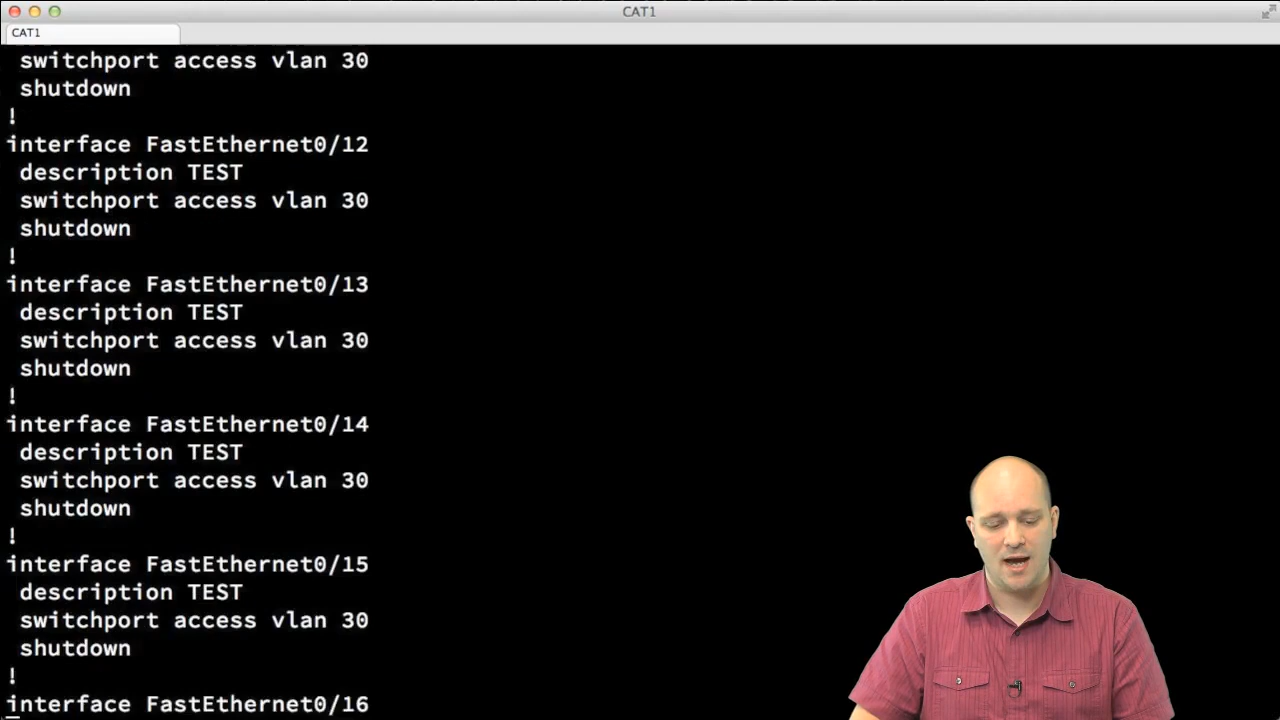 CAT1
CAT1
switchport access vlan 30
shutdown
!
interface FastEthernet0/12
description TEST
switchport access vlan 30
shutdown
!
interface FastEthernet0/13
description TEST
switchport access vlan 30
shutdown
!
interface FastEthernet0/14
description TEST
switchport access vlan 30
shutdown
!
interface FastEthernet0/15
description TEST
switchport access vlan 30
shutdown
!
interface FastEthernet0/16